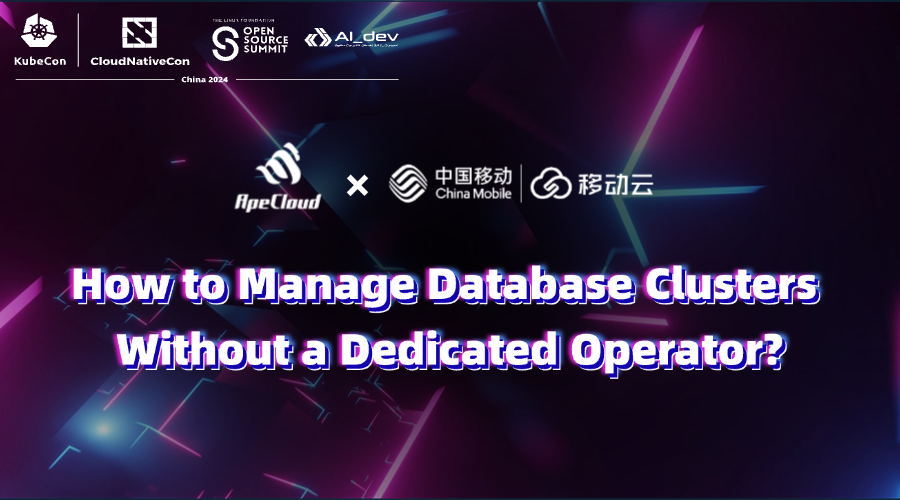 KubeCon
CloudNativeCon
THE LINUX FOUNDATION
OPEN
SOURCE
SUMMIT
AI_dev
China 2024
ApeCloud
中国移动
China Mobile
移动云
How to Manage Database Clusters
Without a Dedicated Operator?